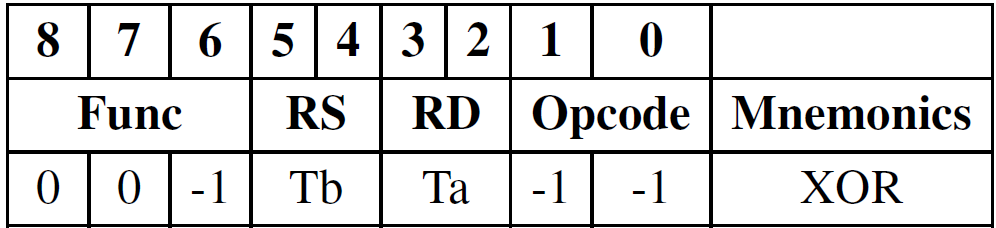 8 7 6 5 4 3 2 1 0
Func RS RD Opcode Mnemonics
0 0 -1 Tb Ta -1 -1 XOR